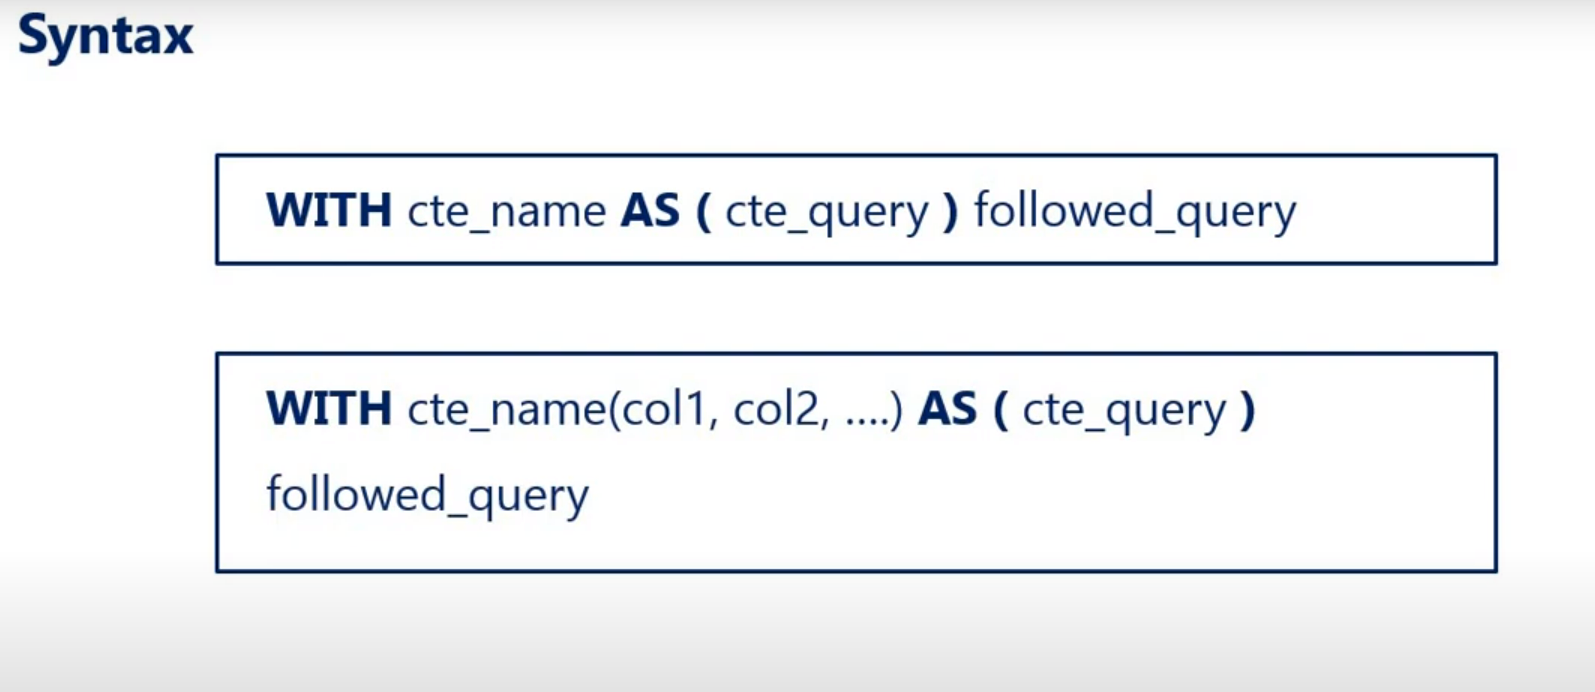 Syntax
WITH cte_name AS ( cte_query ) followed_query
WITH cte_name(col1, col2, ....) AS ( cte_query )
followed_query